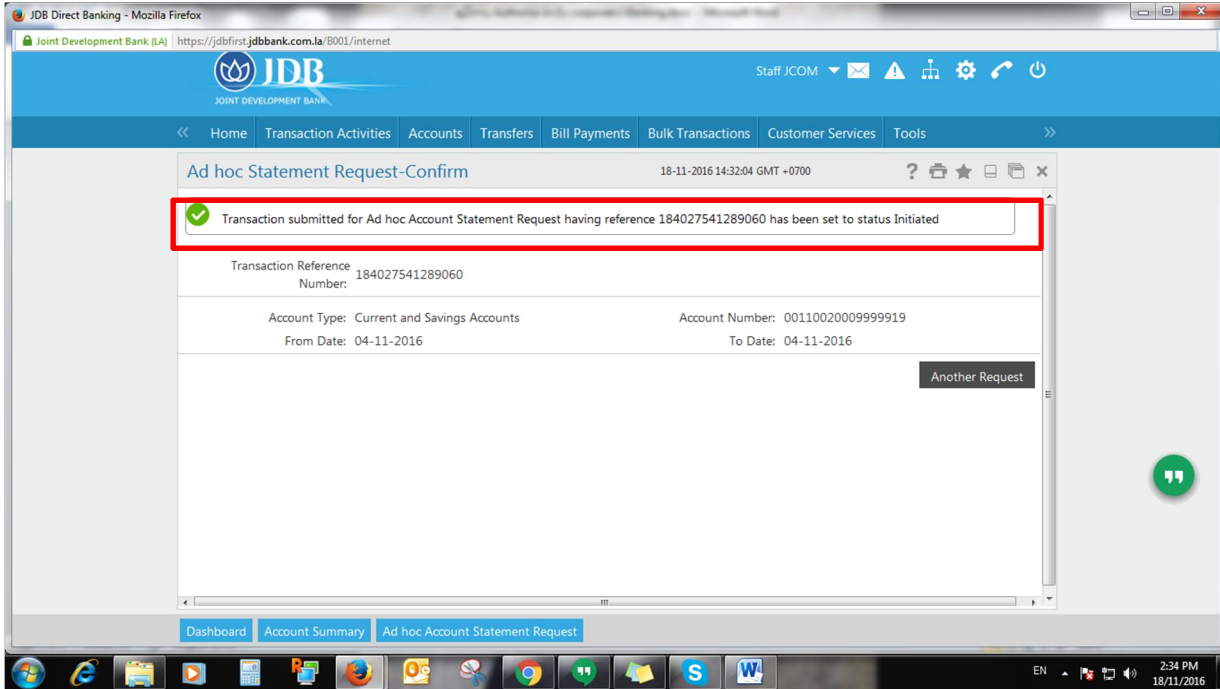 JDB Direct Banking - Mozilla Firefox
Joint Development Bank (LA) https://jdbfirst.jdbbank.com.la/B001/internet
JDB
JOINT DEVELOPMENT BANK
Staff JCOM
Home Transaction Activities Accounts Transfers Bill Payments Bulk Transactions Customer Services Tools
Ad hoc Statement Request-Confirm 18-11-2016 14:32:04 GMT +0700
Transaction submitted for Ad hoc Account Statement Request having reference 184027541289060 has been set to status Initiated
Transaction Reference
Number: 184027541289060
Account Type: Current and Savings Accounts Account Number: 00110020009999919
From Date: 04-11-2016 To Date: 04-11-2016
Another Request
Dashboard Account Summary Ad hoc Account Statement Request
EN 2:34 PM
18/11/2016